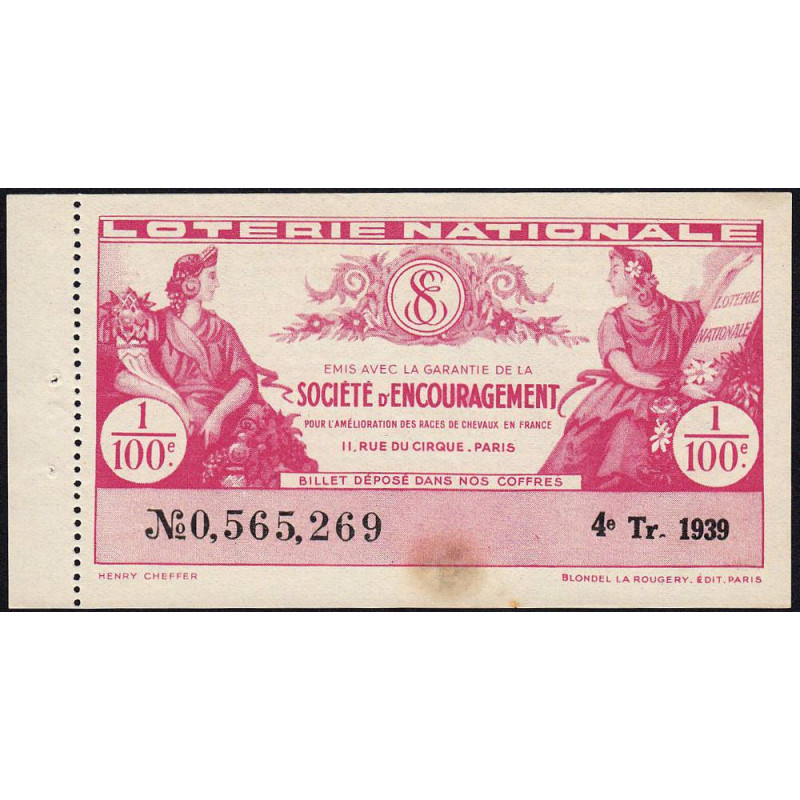 LOTERIE NATIONALE
SE
LOTERIE
NATIONALE
EMIS AVEC LA GARANTIE DE LA
SOCIÉTÉ D'ENCOURAGEMENT
POUR L'AMÉLIORATION DES RACES DE CHEVAUX EN FRANCE
11, RUE DU CIRQUE . PARIS
1/100e.
1/100e.
BILLET DÉPOSÉ DANS NOS COFFRES
No 0,565,269
4e Tr. 1939
HENRY CHEFFER
BLONDEL LA ROUGERY. ÉDIT. PARIS